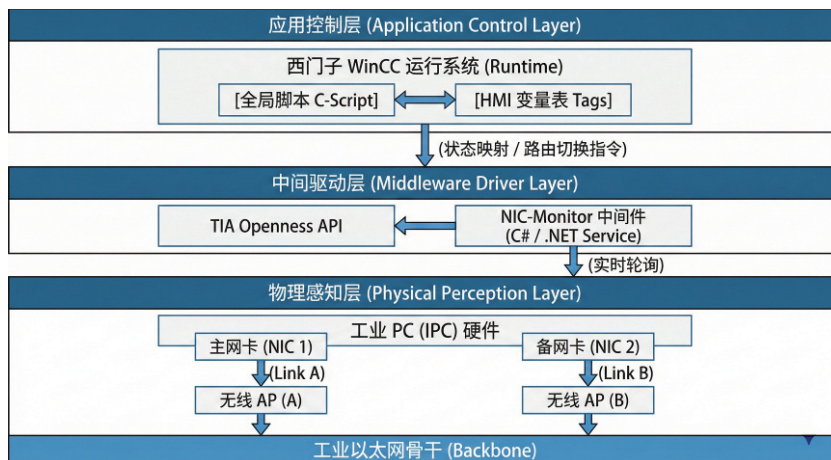 应用控制层 (Application Control Layer)
西门子 WinCC 运行系统 (Runtime)
[全局脚本 C-Script]
[HMI 变量表 Tags]
(状态映射 / 路由切换指令)
中间驱动层 (Middleware Driver Layer)
TIA Openness API
NIC-Monitor 中间件
(C# / .NET Service)
(实时轮询)
物理感知层 (Physical Perception Layer)
工业 PC (IPC) 硬件
主网卡 (NIC 1)
备网卡 (NIC 2)
(Link A)
(Link B)
无线 AP (A)
无线 AP (B)
工业以太网骨干 (Backbone)